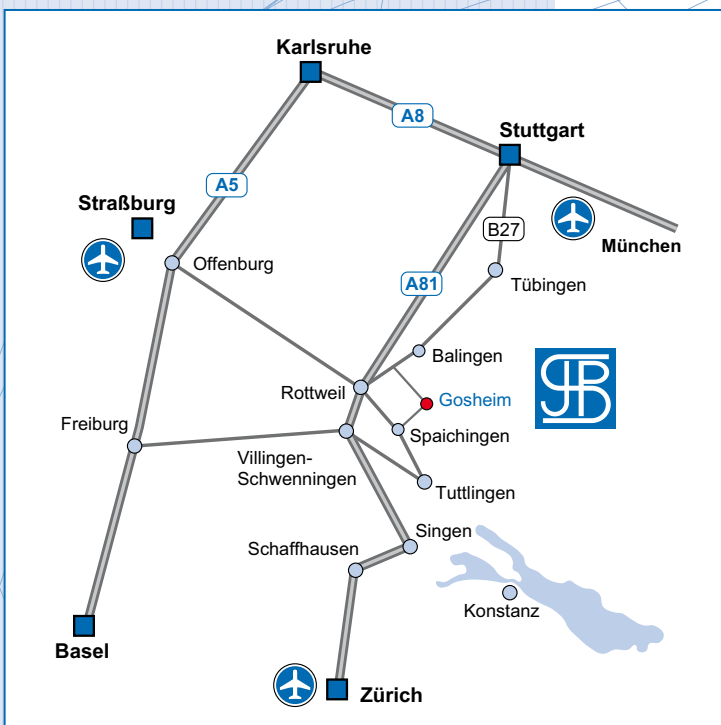 Karlsruhe
A8
Stuttgart
A5
Straßburg
B27
München
Offenburg
A81
Tübingen
Balingen
Rottweil
Gosheim
JSB
Freiburg
Spaichingen
Villingen-
Schwenningen
Tuttlingen
Singen
Schaffhausen
Konstanz
Basel
Zürich